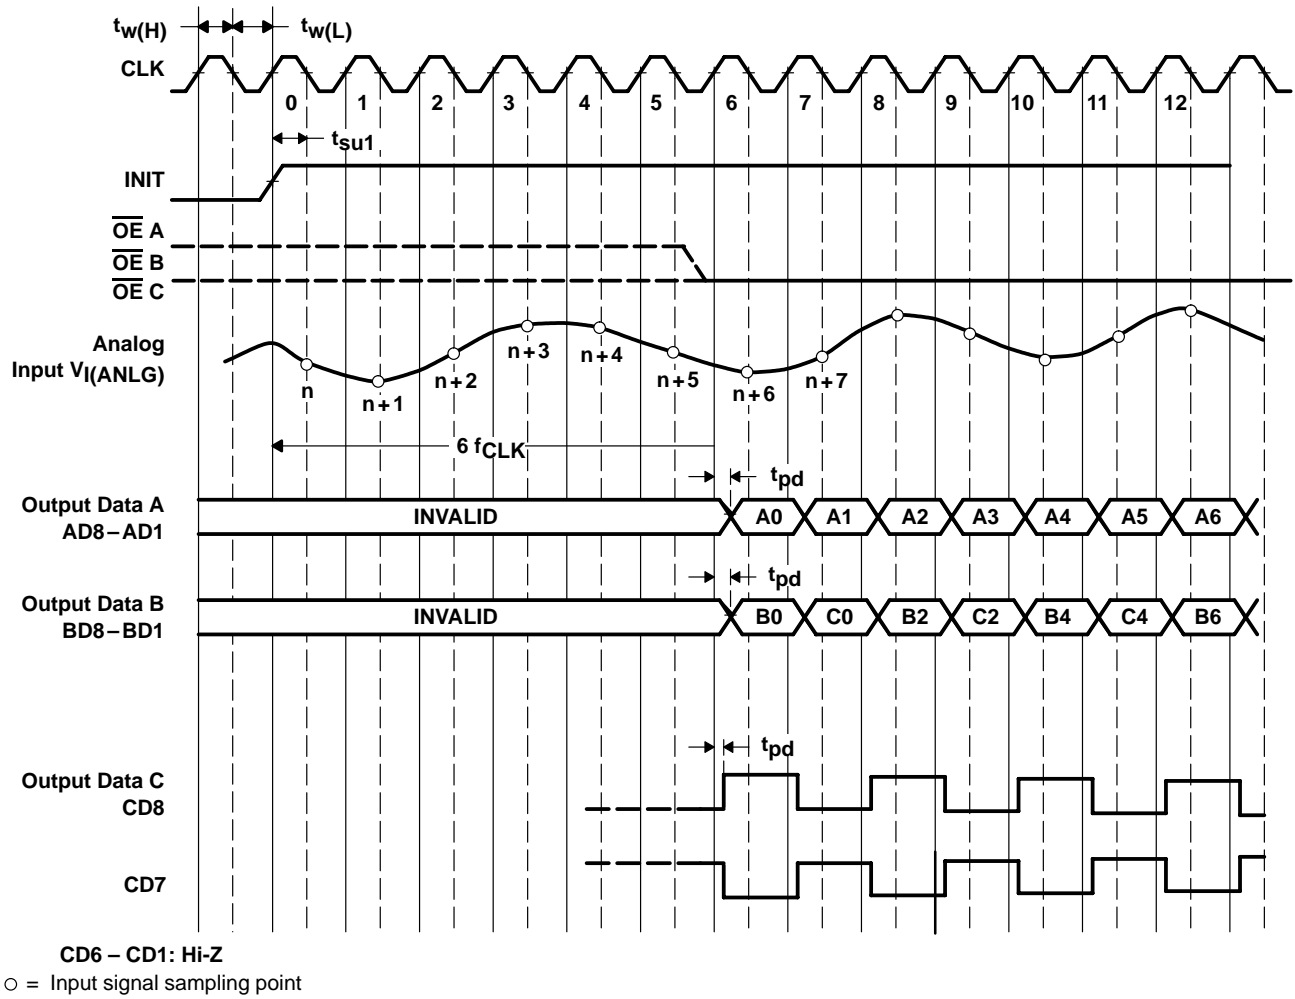 tw(H) tw(L)
CLK
0 1 2 3 4 5 6 7 8 9 10 11 12
tsu1
INIT
OE A
OE B
OE C
Analog
Input VI(ANLG)
n n+1 n+2 n+3 n+4 n+5 n+6 n+7
6 fCLK
tpd
Output Data A
AD8–AD1
INVALID A0 A1 A2 A3 A4 A5 A6
tpd
Output Data B
BD8–BD1
INVALID B0 C0 B2 C2 B4 C4 B6
tpd
Output Data C
CD8
CD7
CD6 – CD1: Hi-Z
= Input signal sampling point